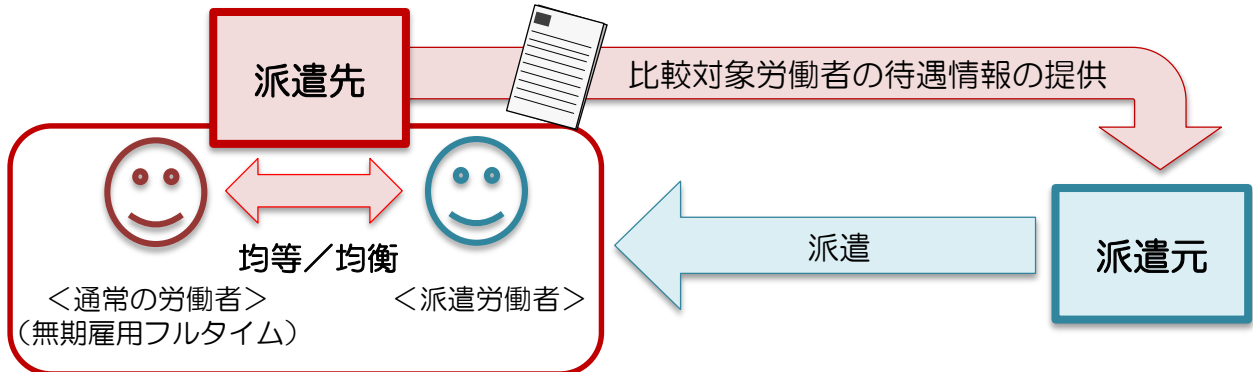 派遣先
比較対象労働者の待遇情報の提供
均等／均衡
＜通常の労働者＞
（無期雇用フルタイム）
＜派遣労働者＞
派遣
派遣元